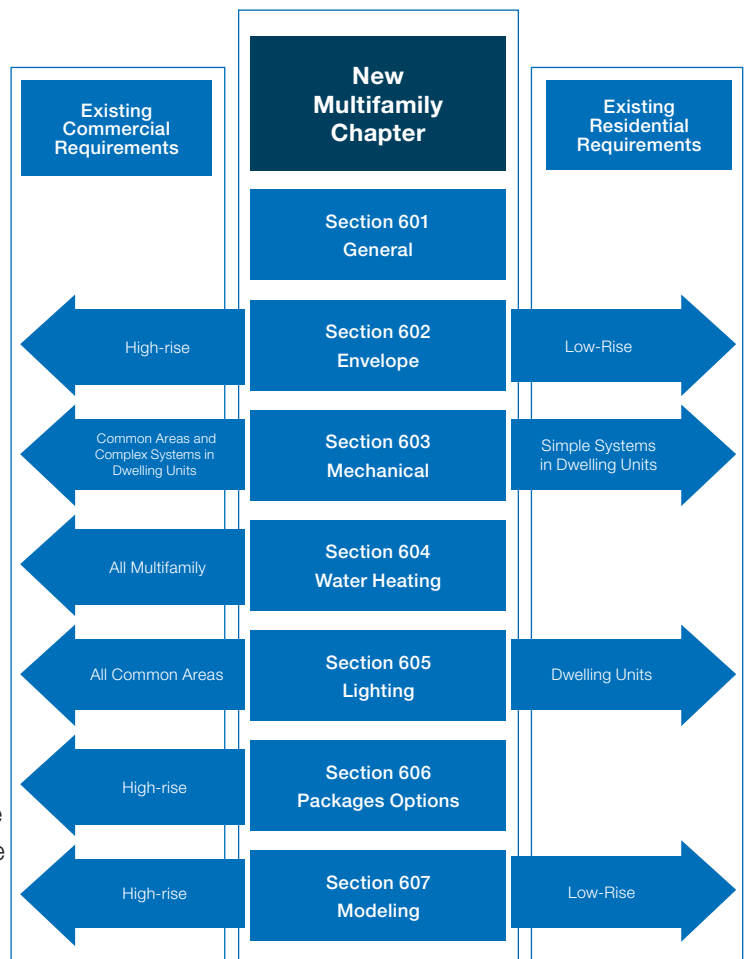 New
Multifamily
Chapter
Existing
Commercial
Requirements
Existing
Residential
Requirements
Section 601
General
High-rise
Section 602
Envelope
Low-Rise
Common Areas and
Complex Systems in
Dwelling Units
Section 603
Mechanical
Simple Systems
in Dwelling Units
All Multifamily
Section 604
Water Heating
All Common Areas
Section 605
Lighting
Dwelling Units
High-rise
Section 606
Packages Options
High-rise
Section 607
Modeling
Low-Rise